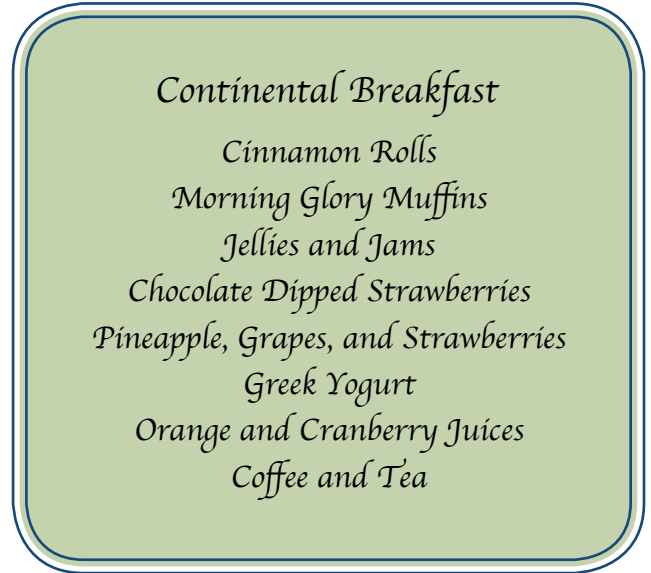 Continental Breakfast
Cinnamon Rolls
Morning Glory Muffins
Jellies and Jams
Chocolate Dipped Strawberries
Pineapple, Grapes, and Strawberries
Greek Yogurt
Orange and Cranberry Juices
Coffee and Tea